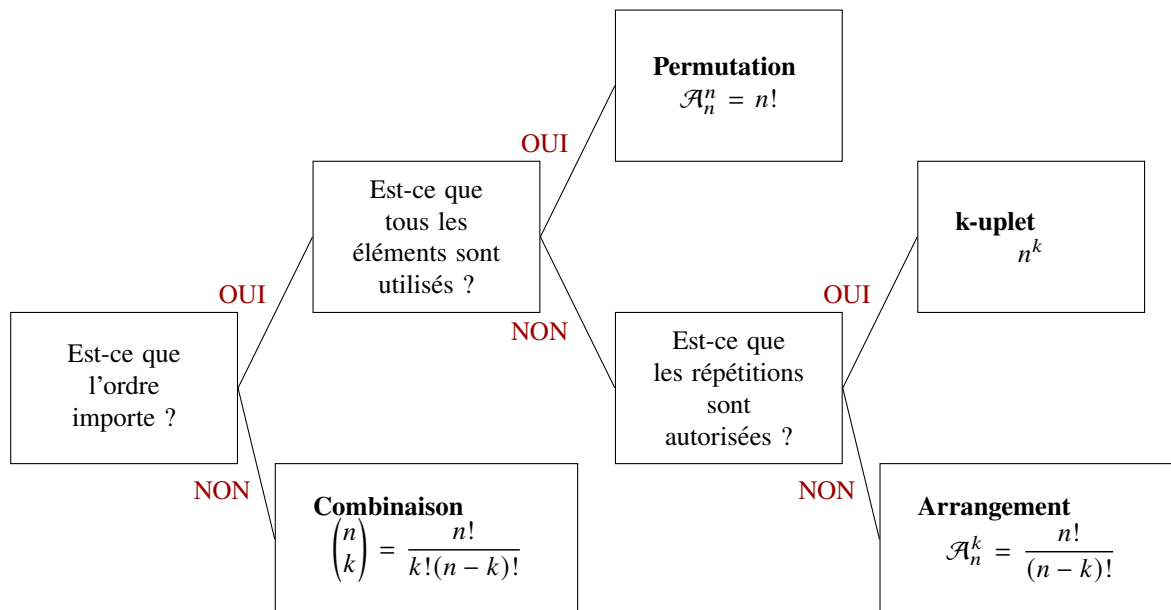 Permutation
𝒜ₙⁿ = n!
OUI
Est-ce que
tous les
éléments sont
utilisés ?
k-uplet
nᵏ
OUI
NON
OUI
Est-ce que
l'ordre
importe ?
Est-ce que
les répétitions
sont
autorisées ?
NON
NON
Combinaison
(n k) = n! / k!(n − k)!
Arrangement
𝒜ₙᵏ = n! / (n − k)!